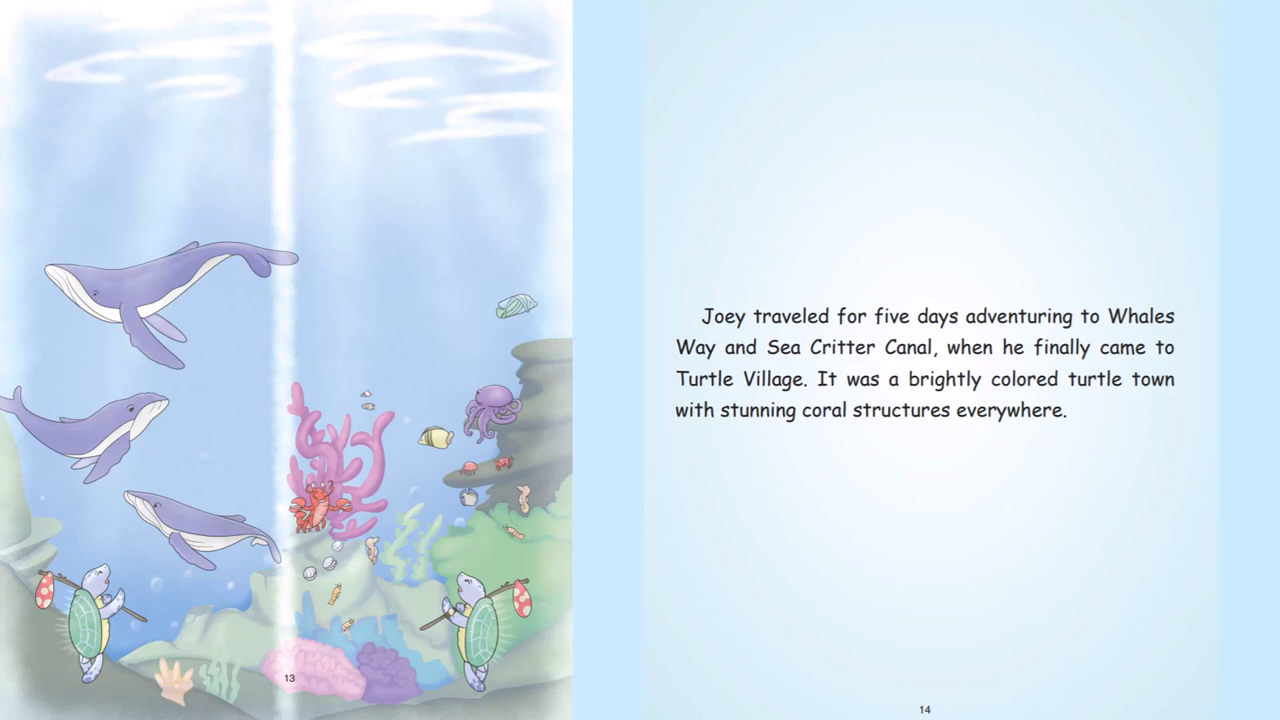 13
Joey traveled for five days adventuring to Whales
Way and Sea Critter Canal, when he finally came to
Turtle Village. It was a brightly colored turtle town
with stunning coral structures everywhere.
14